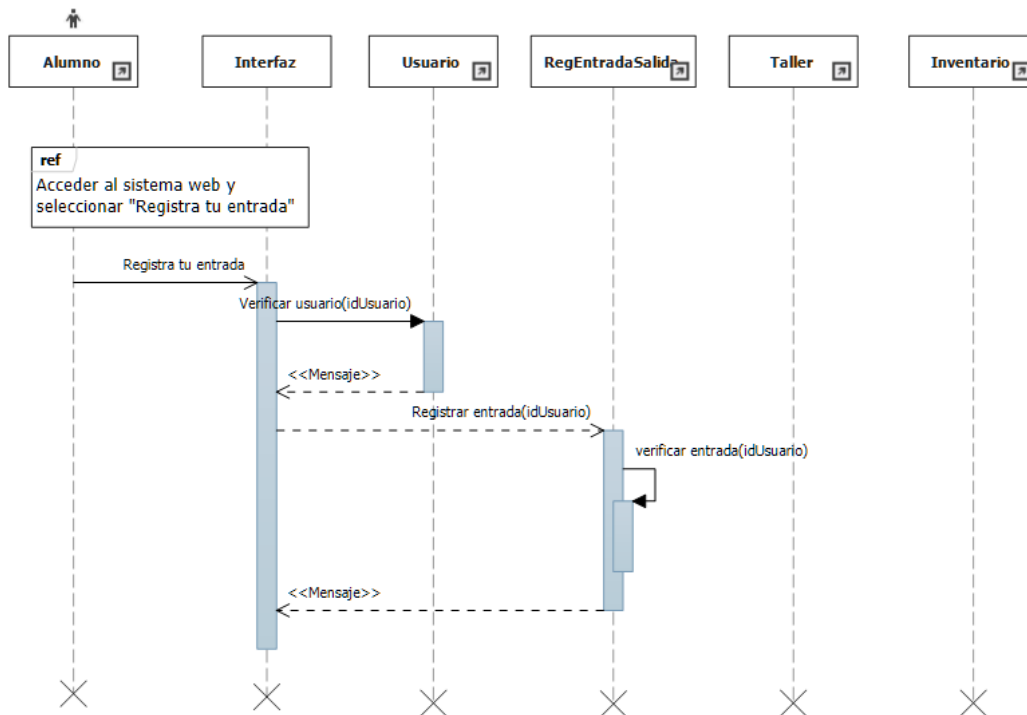 Alumno
Interfaz
Usuario
RegEntradaSalida
Taller
Inventario
ref
Acceder al sistema web y
seleccionar "Registra tu entrada"
Registra tu entrada
Verificar usuario(idUsuario)
<<Mensaje>>
Registrar entrada(idUsuario)
verificar entrada(idUsuario)
<<Mensaje>>